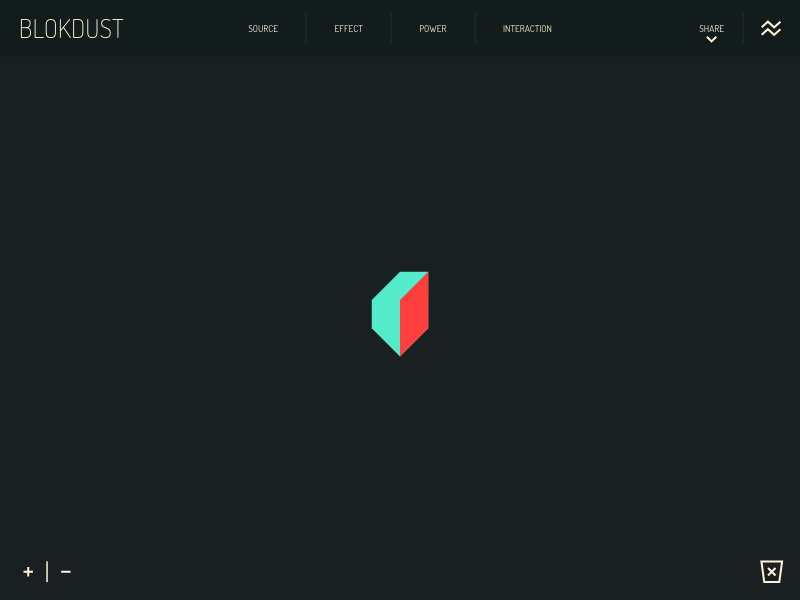 BLOKDUST
SOURCE
EFFECT
POWER
INTERACTION
SHARE